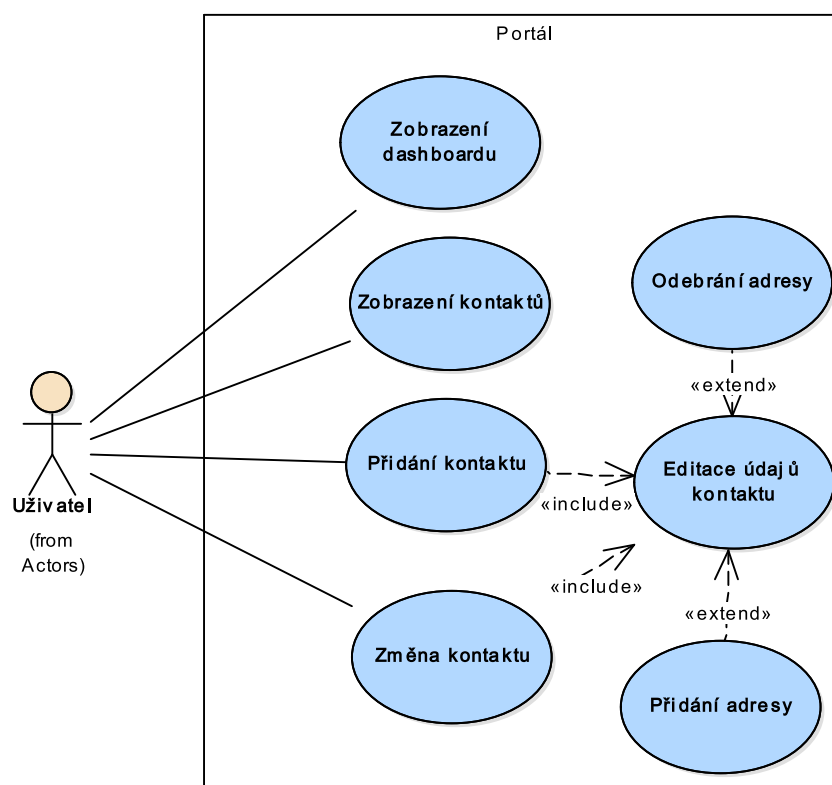 Portál
Zobrazení
dashboardu
Odebrání adresy
Zobrazení kontaktů
«extend»
Přidání kontaktu
Editace údajů
kontaktu
Uživatel
(from
Actors)
«include»
«include»
«extend»
Změna kontaktu
Přidání adresy